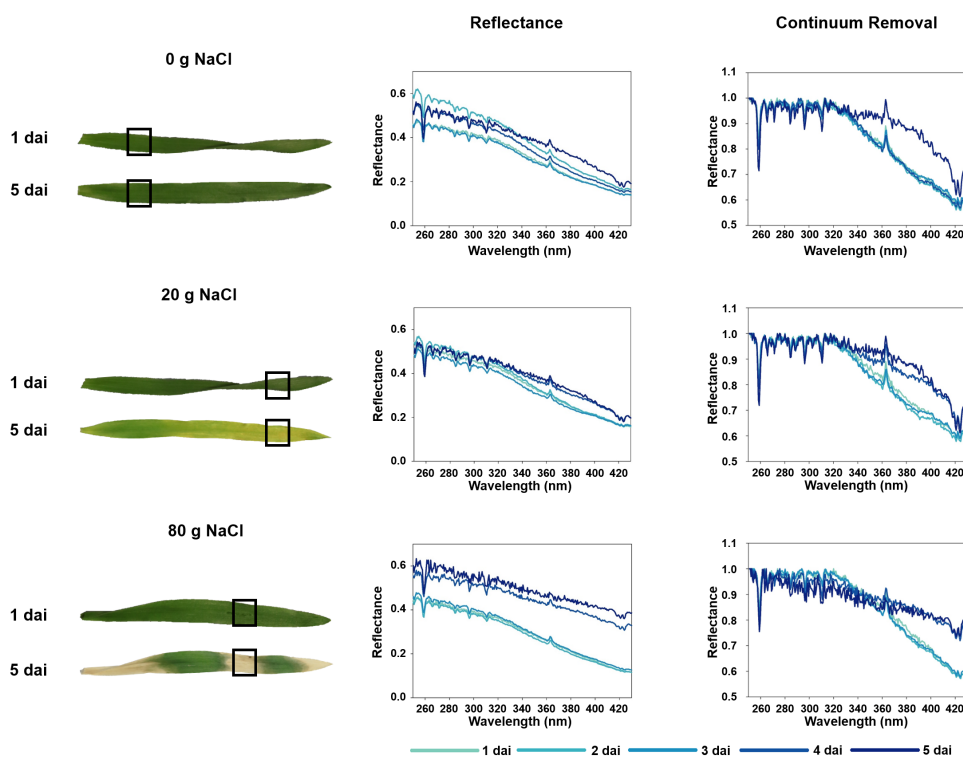 Reflectance
Continuum Removal
0 g NaCl
1 dai
5 dai
Reflectance
0.6
0.4
0.2
0.0
260 280 300 320 340 360 380 400 420
Wavelength (nm)
Reflectance
1.1
1.0
0.9
0.8
0.7
0.6
0.5
260 280 300 320 340 360 380 400 420
Wavelength (nm)
20 g NaCl
1 dai
5 dai
Reflectance
0.6
0.4
0.2
0.0
260 280 300 320 340 360 380 400 420
Wavelength (nm)
Reflectance
1.1
1.0
0.9
0.8
0.7
0.6
0.5
260 280 300 320 340 360 380 400 420
Wavelength (nm)
80 g NaCl
1 dai
5 dai
Reflectance
0.6
0.4
0.2
0.0
260 280 300 320 340 360 380 400 420
Wavelength (nm)
Reflectance
1.1
1.0
0.9
0.8
0.7
0.6
0.5
260 280 300 320 340 360 380 400 420
Wavelength (nm)
1 dai 2 dai 3 dai 4 dai 5 dai